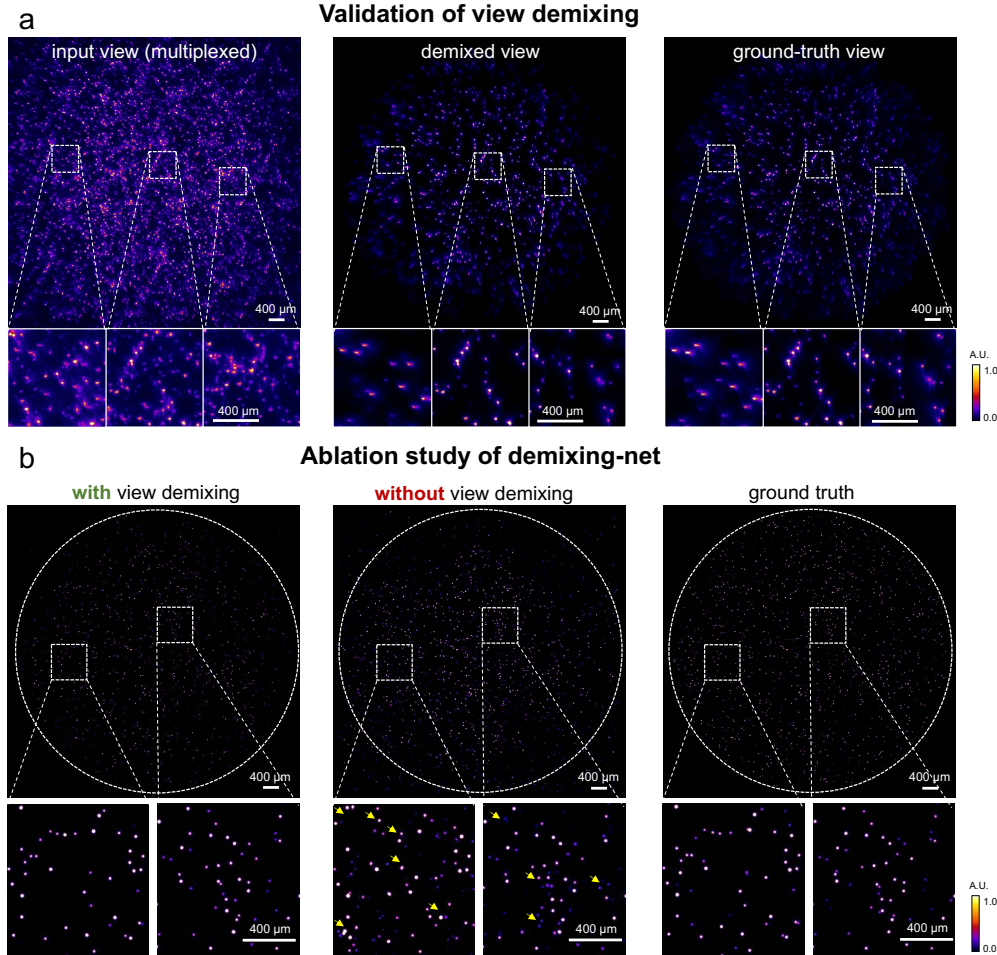 a
Validation of view demixing
input view (multiplexed)
demixed view
ground-truth view
400 μm
400 μm
400 μm
400 μm
400 μm
400 μm
A.U.
1.0
0.0
b
Ablation study of demixing-net
with view demixing
without view demixing
ground truth
400 μm
400 μm
400 μm
400 μm
400 μm
400 μm
A.U.
1.0
0.0